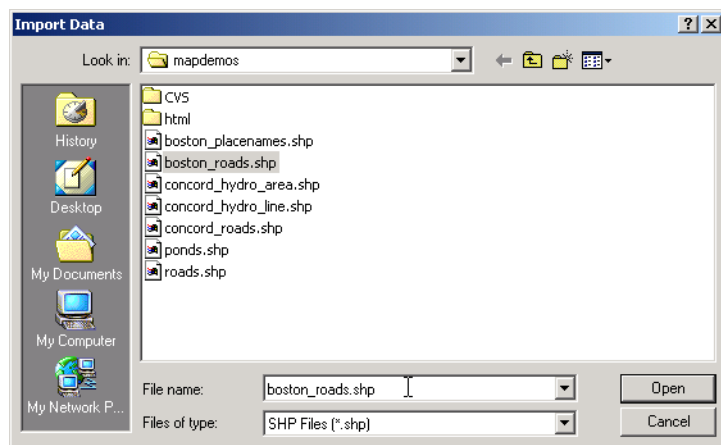 Import Data
Look in: mapdemos
History
Desktop
My Documents
My Computer
My Network P...
CVS
html
boston_placenames.shp
boston_roads.shp
concord_hydro_area.shp
concord_hydro_line.shp
concord_roads.shp
ponds.shp
roads.shp
File name: boston_roads.shp Open
Files of type: SHP Files (*.shp) Cancel